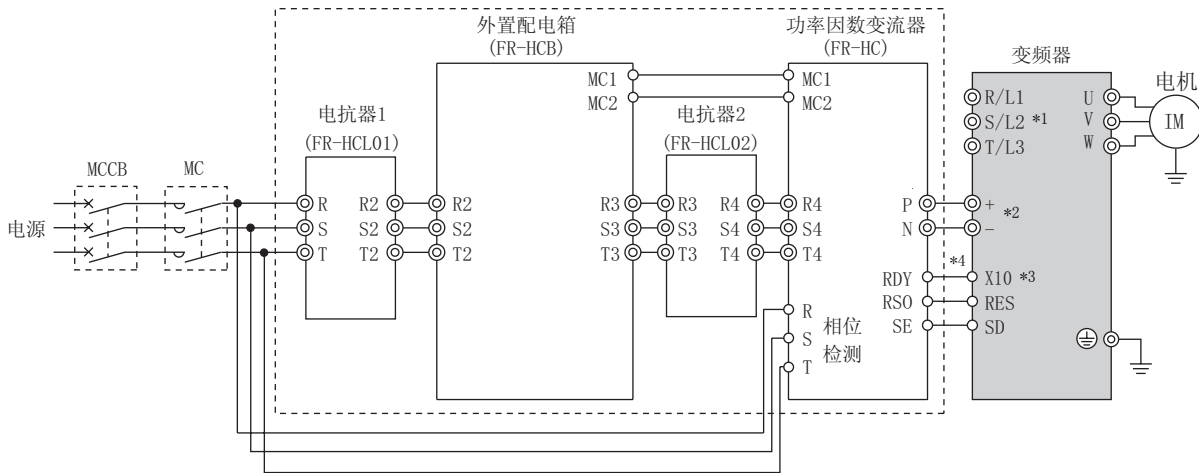 外置配电箱
(FR-HCB)
功率因数变流器
(FR-HC)
变频器
电机
MC1
MC2
MC1
MC2
电抗器1
(FR-HCL01)
电抗器2
(FR-HCL02)
R/L1
S/L2 *1
T/L3
U
V
W
IM
MCCB
MC
电源
R R2 R2 R3 R3 R4 R4 P +
S S2 S2 S3 S3 S4 S4 N − *2
T T2 T2 T3 T3 T4 T4
*4
RDY X10 *3
RSO RES
SE SD
R
S
T
相位
检测